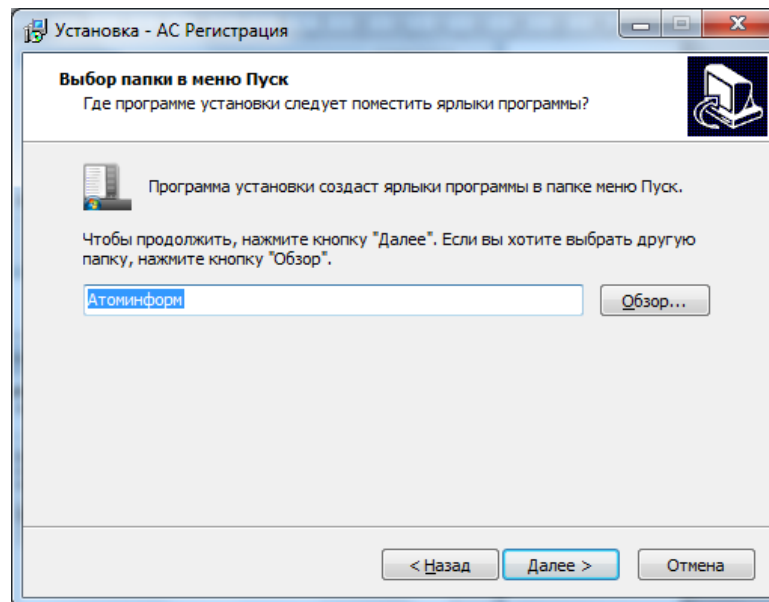 Установка - АС Регистрация
Выбор папки в меню Пуск
Где программе установки следует поместить ярлыки программы?
Программа установки создаст ярлыки программы в папке меню Пуск.
Чтобы продолжить, нажмите кнопку "Далее". Если вы хотите выбрать другую
папку, нажмите кнопку "Обзор".
Атоминформ
Обзор...
< Назад
Далее >
Отмена